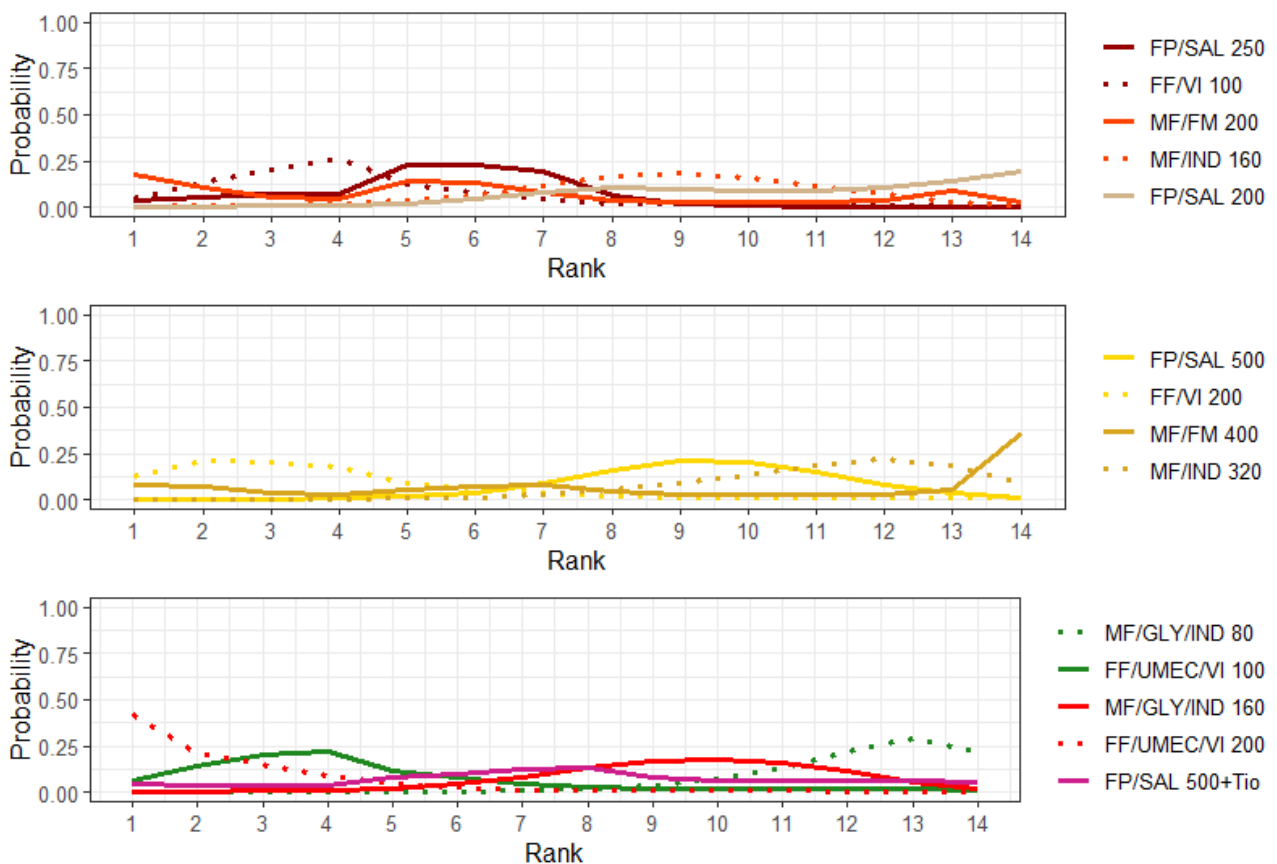 Probability
1.00
0.75
0.50
0.25
0.00
1 2 3 4 5 6 7 8 9 10 11 12 13 14
Rank
FP/SAL 250
FF/VI 100
MF/FM 200
MF/IND 160
FP/SAL 200
Probability
1.00
0.75
0.50
0.25
0.00
1 2 3 4 5 6 7 8 9 10 11 12 13 14
Rank
FP/SAL 500
FF/VI 200
MF/FM 400
MF/IND 320
Probability
1.00
0.75
0.50
0.25
0.00
1 2 3 4 5 6 7 8 9 10 11 12 13 14
Rank
MF/GLY/IND 80
FF/UMEC/VI 100
MF/GLY/IND 160
FF/UMEC/VI 200
FP/SAL 500+Tio